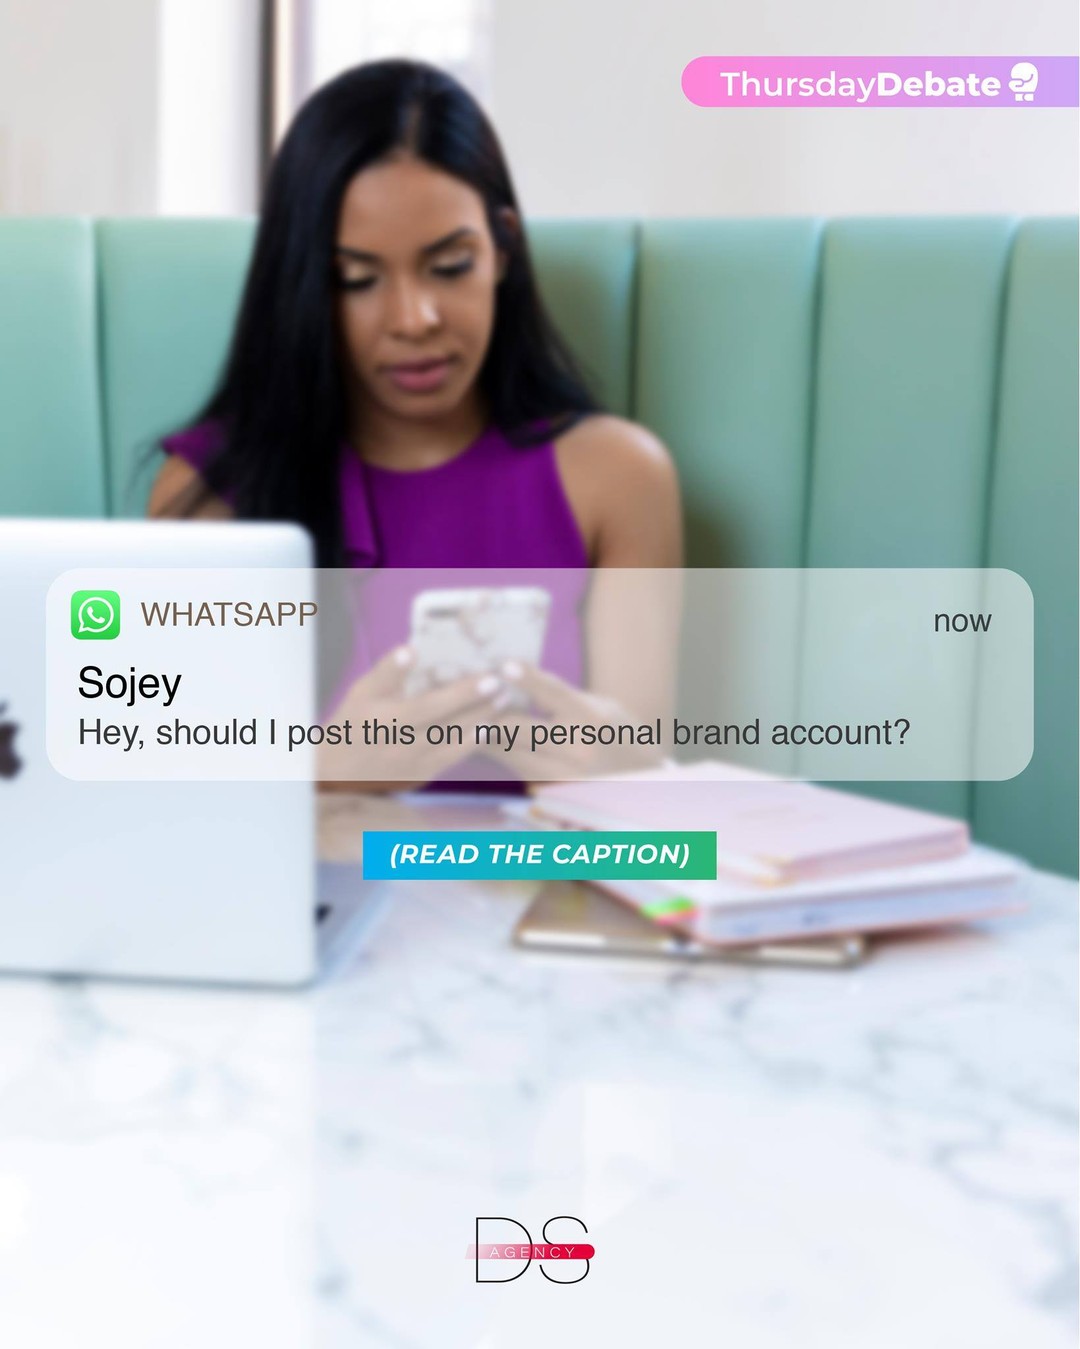 ThursdayDebate
WHATSAPP
now
Sojey
Hey, should I post this on my personal brand account?
(READ THE CAPTION)
DS
AGENCY